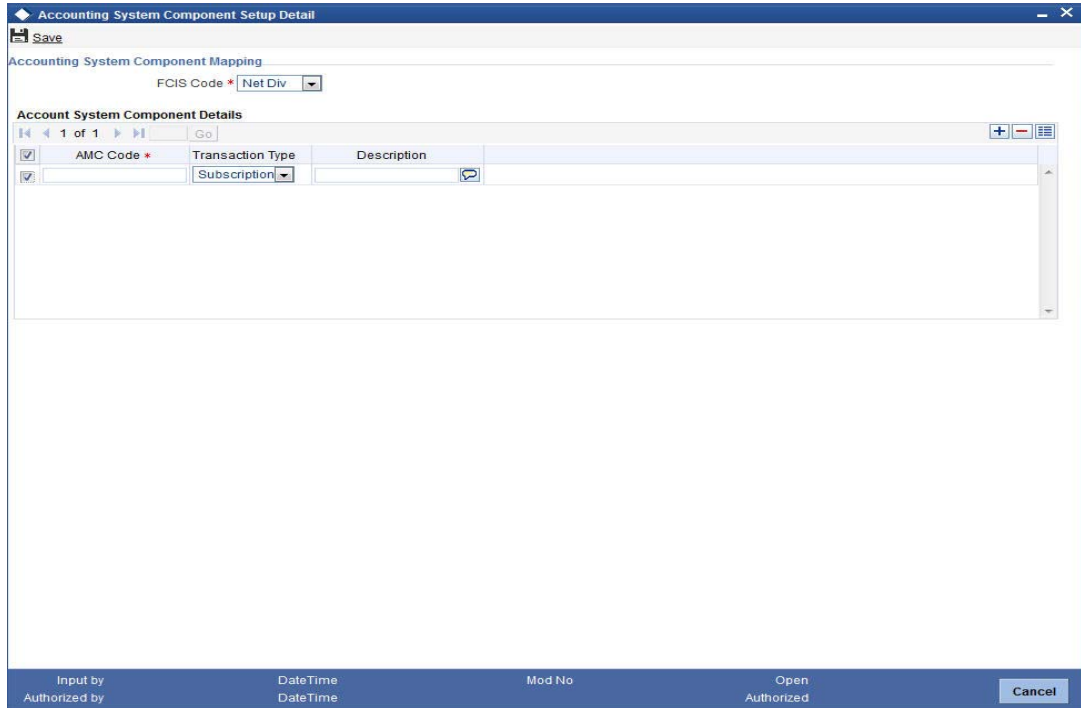 Accounting System Component Setup Detail
Save
Accounting System Component Mapping
FCIS Code * Net Div
Account System Component Details
1 of 1 Go
AMC Code * Transaction Type Description
Subscription
Input by DateTime Mod No Open
Authorized by DateTime Authorized
Cancel